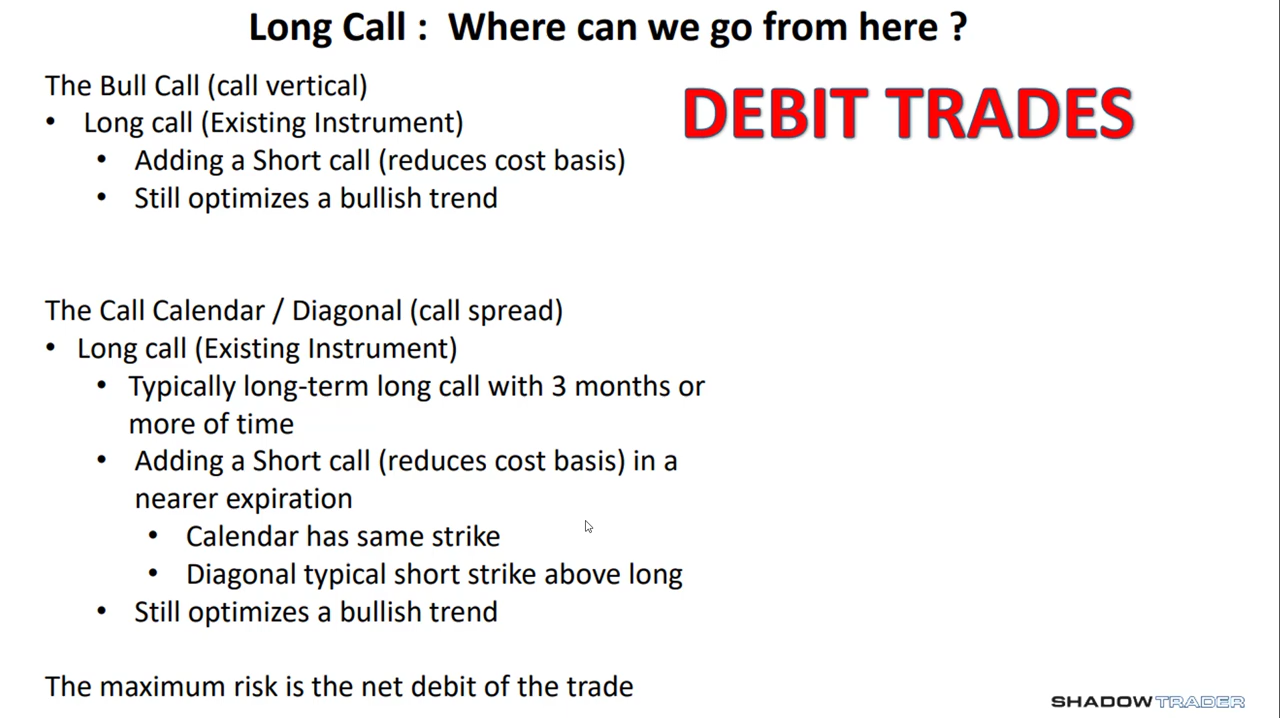 Long Call :  Where can we go from here ?
The Bull Call (call vertical)
DEBIT TRADES
• Long call (Existing Instrument)
• Adding a Short call (reduces cost basis)
• Still optimizes a bullish trend
The Call Calendar / Diagonal (call spread)
• Long call (Existing Instrument)
• Typically long-term long call with 3 months or
more of time
• Adding a Short call (reduces cost basis) in a
nearer expiration
• Calendar has same strike
• Diagonal typical short strike above long
• Still optimizes a bullish trend
The maximum risk is the net debit of the trade
SHADOWTRADER